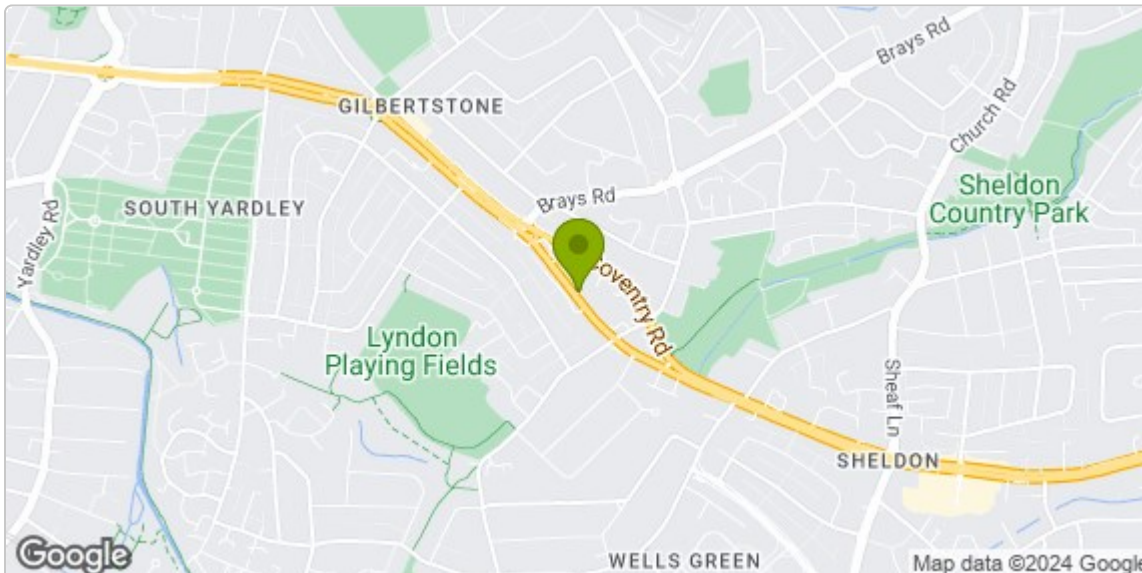 Brays Rd
Church Rd
GILBERTSTONE
Sheldon
Country Park
Brays Rd
SOUTH YARDLEY
Yardley Rd
Coventry Rd
Lyndon
Playing Fields
Sheaf Ln
SHELDON
WELLS GREEN
Google
Map data ©2024 Google